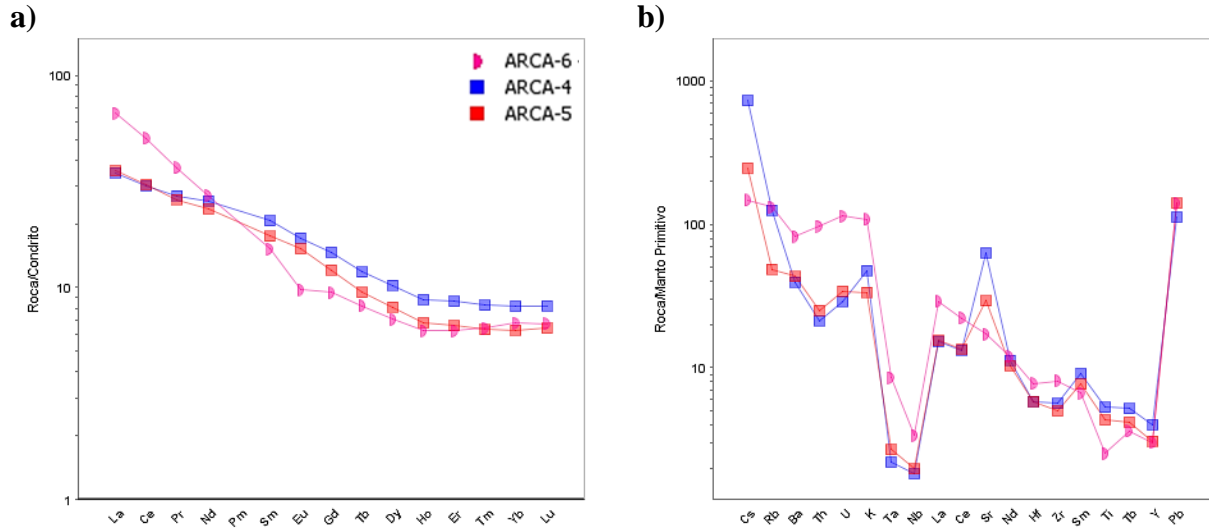 a)
b)
ARCA-6
ARCA-4
ARCA-5
100
10
1
Roca/Condrito
La Ce Pr Nd Pm Sm Eu Gd Tb Dy Ho Er Tm Yb Lu
1000
100
10
Roca/Manto Primitivo
Cs Rb Ba Th U K Ta Nb La Ce Sr Nd Hf Zr Sm Ti Tb Y Pb